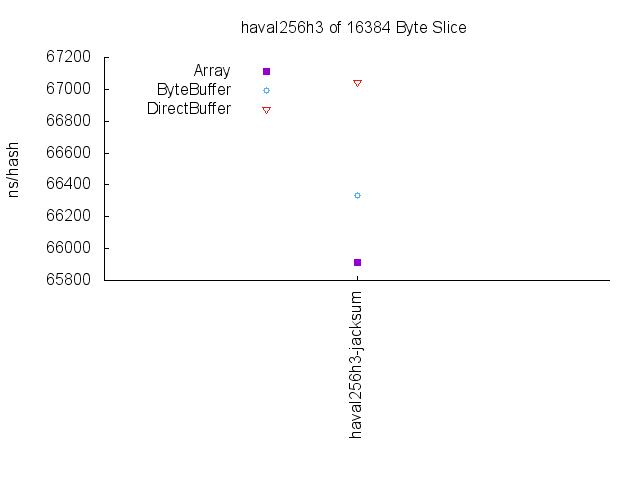 haval256h3 of 16384 Byte Slice
ns/hash
67200
67000
66800
66600
66400
66200
66000
65800
Array
ByteBuffer
DirectBuffer
haval256h3-jacksum